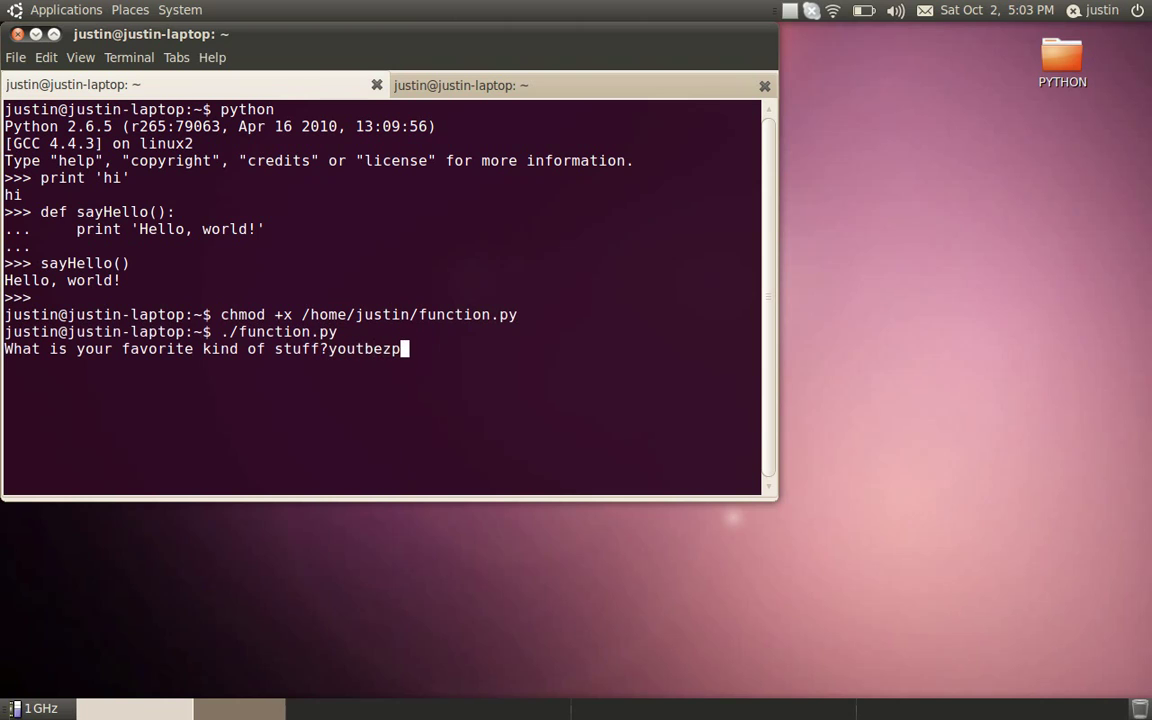 Applications Places System
Sat Oct 2, 5:03 PM justin
justin@justin-laptop: ~
File Edit View Terminal Tabs Help
justin@justin-laptop: ~
justin@justin-laptop: ~
PYTHON
justin@justin-laptop:~$ python
Python 2.6.5 (r265:79063, Apr 16 2010, 13:09:56)
[GCC 4.4.3] on linux2
Type "help", "copyright", "credits" or "license" for more information.
>>> print 'hi'
hi
>>> def sayHello():
...     print 'Hello, world!'
...
>>> sayHello()
Hello, world!
>>>
justin@justin-laptop:~$ chmod +x /home/justin/function.py
justin@justin-laptop:~$ ./function.py
What is your favorite kind of stuff?youtbezp
1 GHz